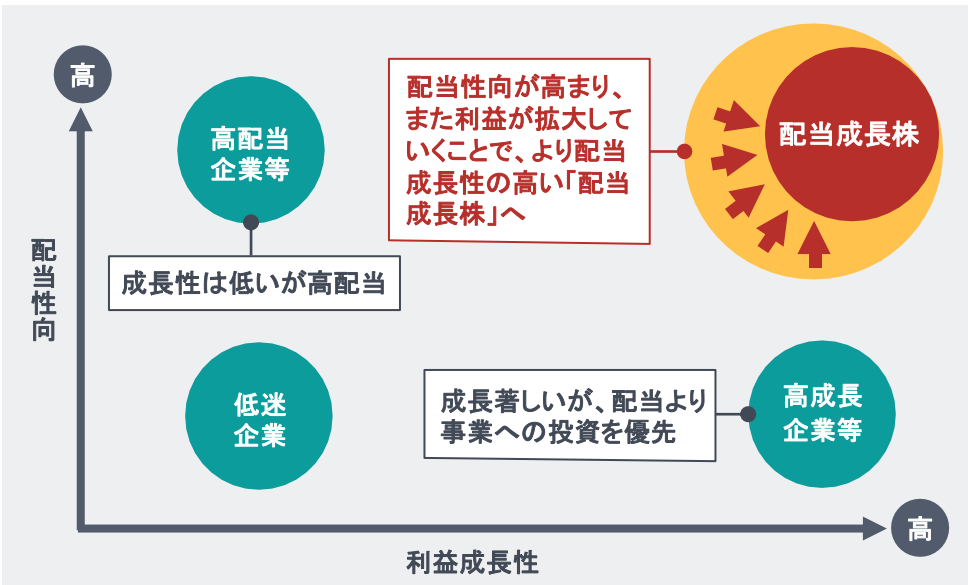 高
高配当
企業等
配当性向が高まり、
また利益が拡大して
いくことで、より配当
成長性の高い「配当
成長株」へ
配当成長株
成長性は低いが高配当
配当性向
低迷
企業
成長著しいが、配当より
事業への投資を優先
高成長
企業等
高
利益成長性